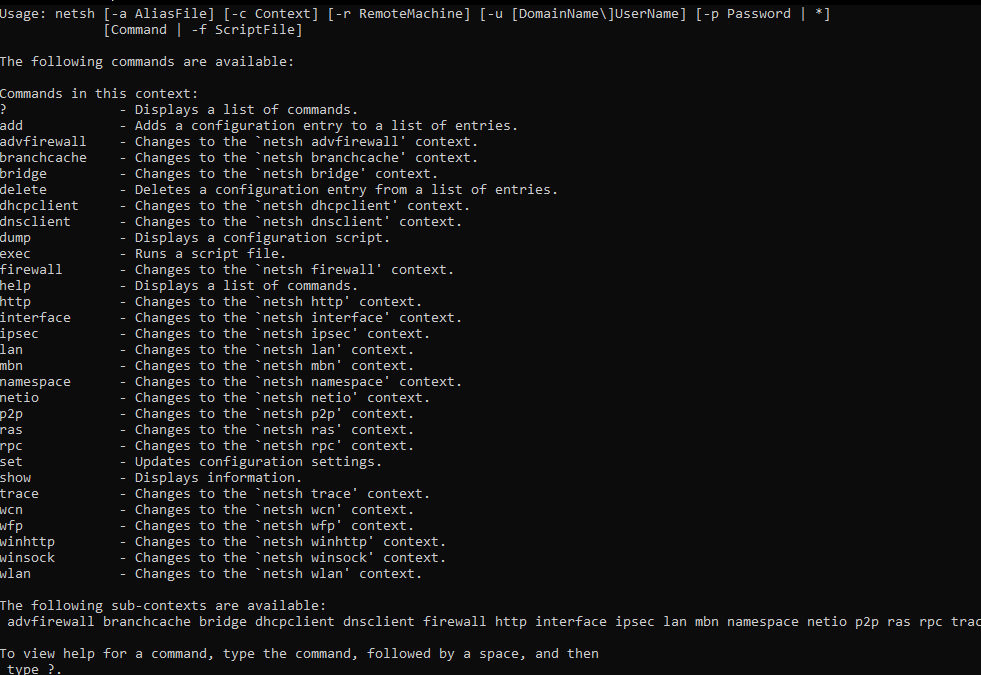 Usage: netsh [-a AliasFile] [-c Context] [-r RemoteMachine] [-u [DomainName\]UserName] [-p Password | *]
             [Command | -f ScriptFile]

The following commands are available:

Commands in this context:
?              - Displays a list of commands.
add            - Adds a configuration entry to a list of entries.
advfirewall    - Changes to the `netsh advfirewall' context.
branchcache    - Changes to the `netsh branchcache' context.
bridge         - Changes to the `netsh bridge' context.
delete         - Deletes a configuration entry from a list of entries.
dhcpclient     - Changes to the `netsh dhcpclient' context.
dnsclient      - Changes to the `netsh dnsclient' context.
dump           - Displays a configuration script.
exec           - Runs a script file.
firewall       - Changes to the `netsh firewall' context.
help           - Displays a list of commands.
http           - Changes to the `netsh http' context.
interface      - Changes to the `netsh interface' context.
ipsec          - Changes to the `netsh ipsec' context.
lan            - Changes to the `netsh lan' context.
mbn            - Changes to the `netsh mbn' context.
namespace      - Changes to the `netsh namespace' context.
netio          - Changes to the `netsh netio' context.
p2p            - Changes to the `netsh p2p' context.
ras            - Changes to the `netsh ras' context.
rpc            - Changes to the `netsh rpc' context.
set            - Updates configuration settings.
show           - Displays information.
trace          - Changes to the `netsh trace' context.
wcn            - Changes to the `netsh wcn' context.
wfp            - Changes to the `netsh wfp' context.
winhttp        - Changes to the `netsh winhttp' context.
winsock        - Changes to the `netsh winsock' context.
wlan           - Changes to the `netsh wlan' context.

The following sub-contexts are available:
 advfirewall branchcache bridge dhcpclient dnsclient firewall http interface ipsec lan mbn namespace netio p2p ras rpc trac

To view help for a command, type the command, followed by a space, and then
 type ?.